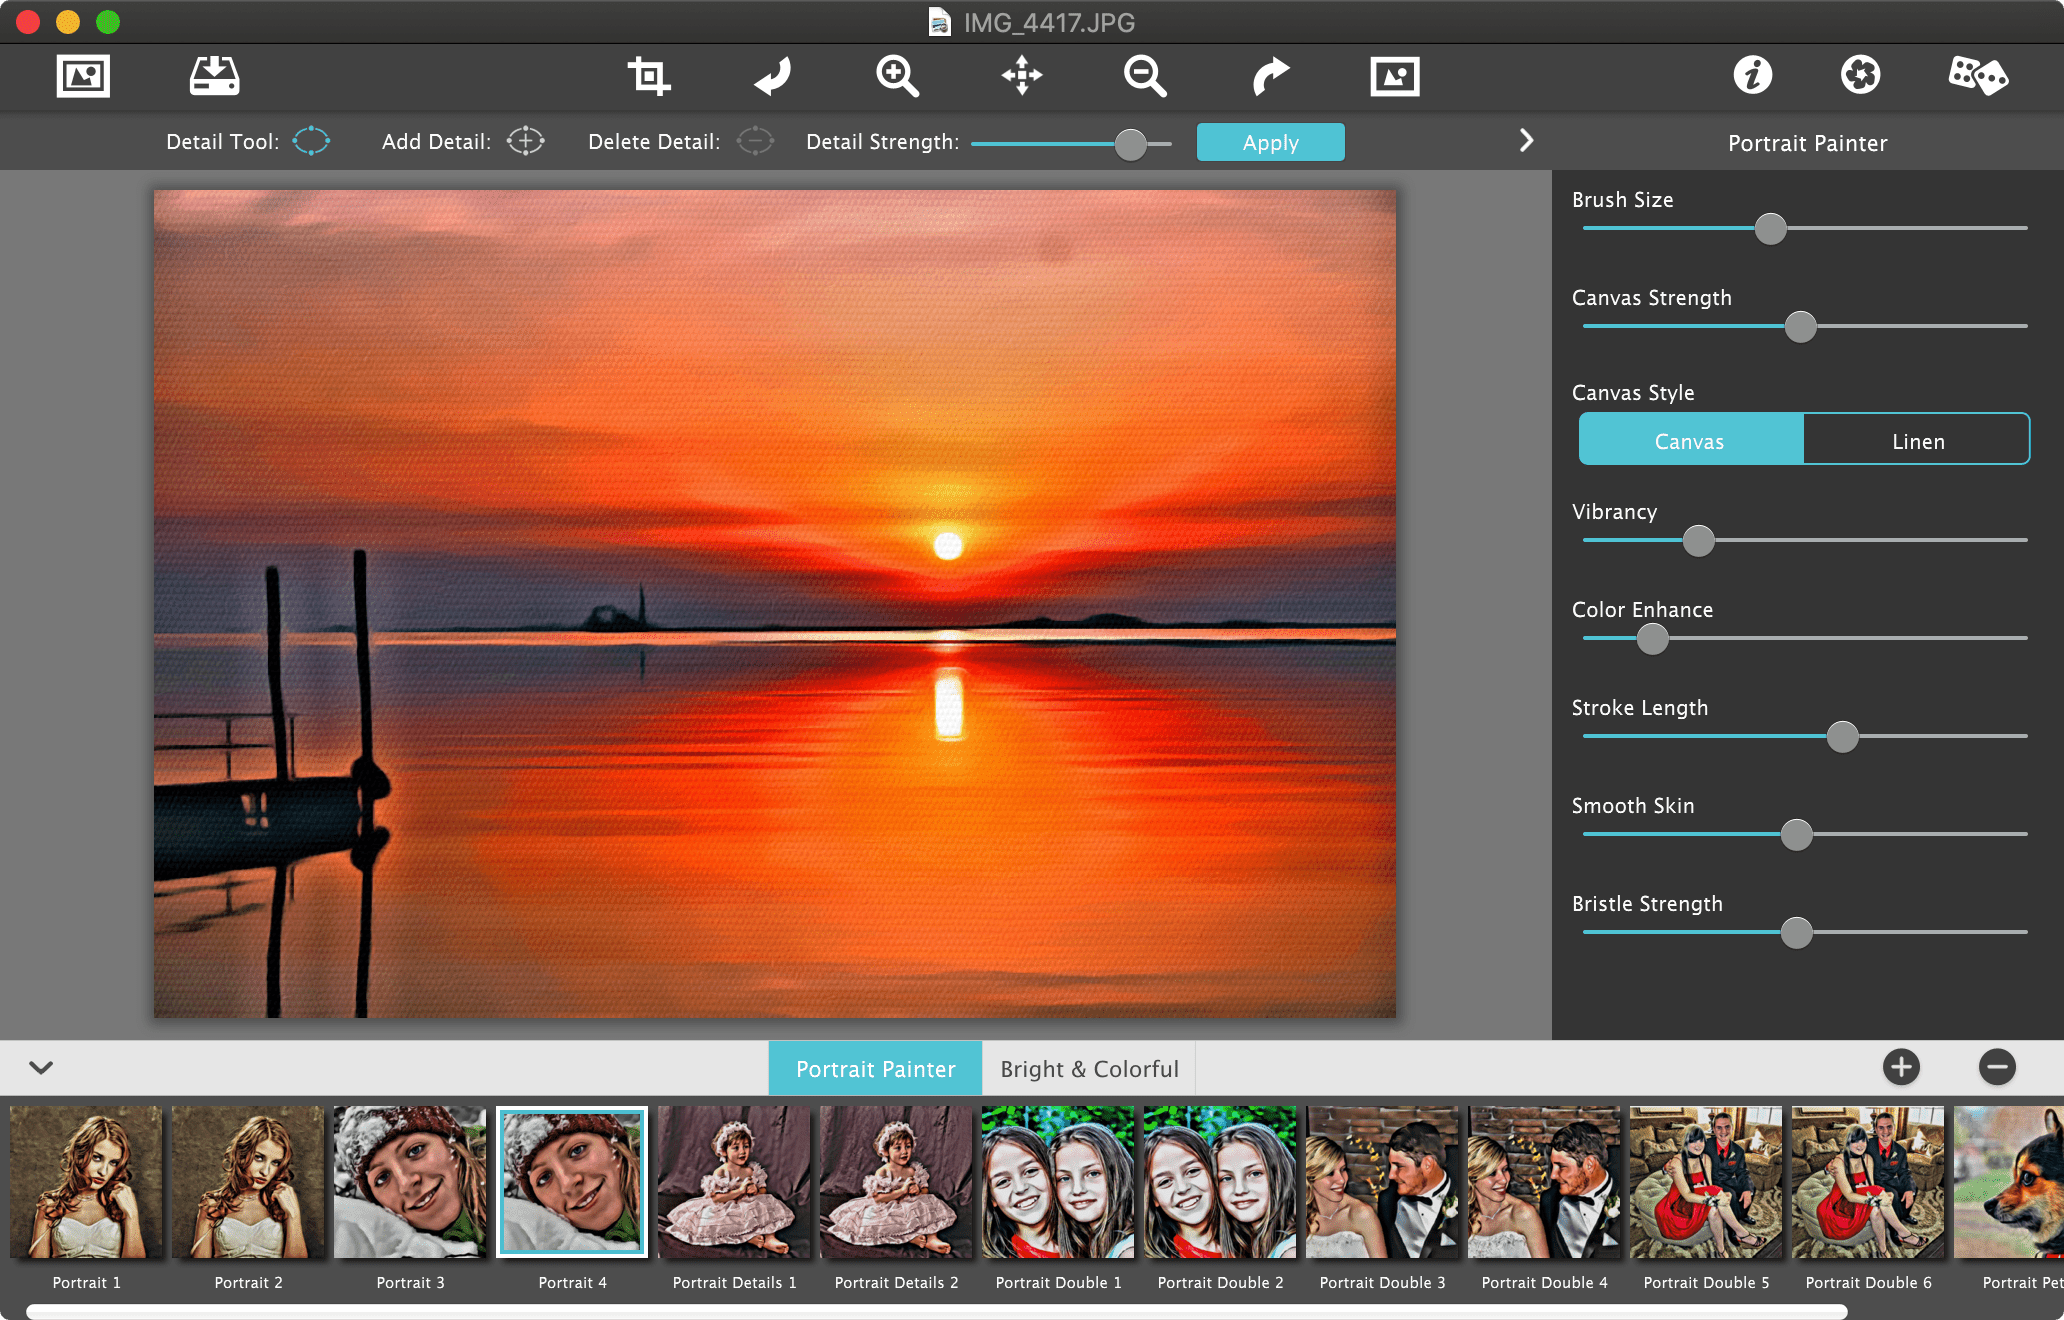 IMG_4417.JPG
Detail Tool: Add Detail: Delete Detail: Detail Strength: Apply
Portrait Painter
Brush Size
Canvas Strength
Canvas Style
Canvas Linen
Vibrancy
Color Enhance
Stroke Length
Smooth Skin
Bristle Strength
Portrait Painter Bright & Colorful
Portrait 1 Portrait 2 Portrait 3 Portrait 4 Portrait Details 1 Portrait Details 2 Portrait Double 1 Portrait Double 2 Portrait Double 3 Portrait Double 4 Portrait Double 5 Portrait Double 6 Portrait Pet